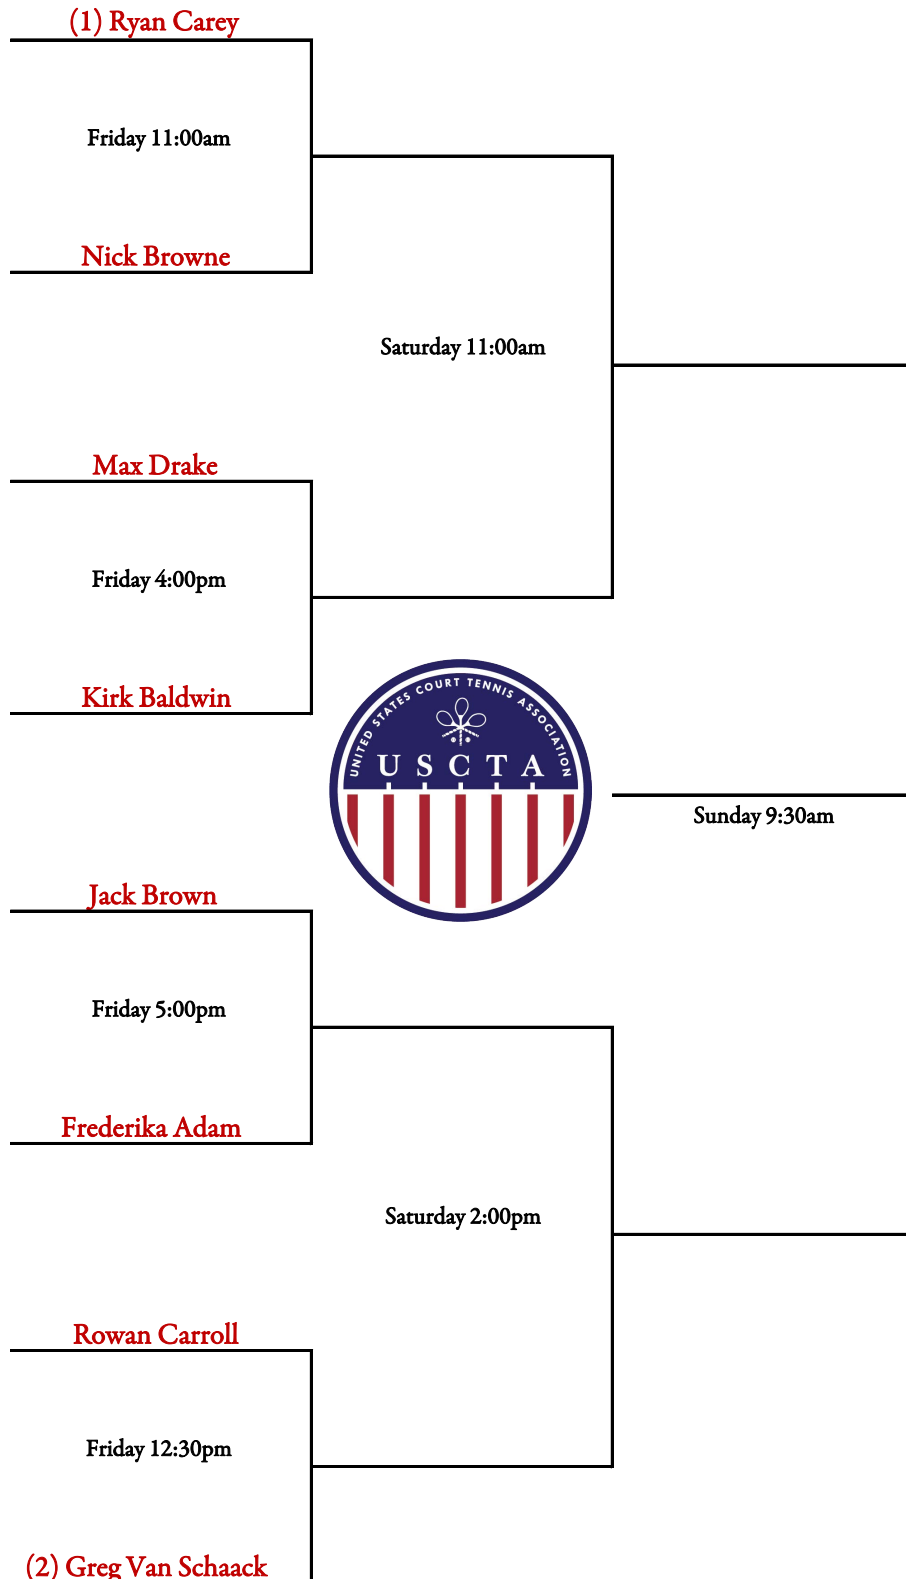 (1) Ryan Carey
Friday 11:00am
Nick Browne
Saturday 11:00am
Max Drake
Friday 4:00pm
Kirk Baldwin
UNITED STATES COURT TENNIS ASSOCIATION
USCTA
Sunday 9:30am
Jack Brown
Friday 5:00pm
Frederika Adam
Saturday 2:00pm
Rowan Carroll
Friday 12:30pm
(2) Greg Van Schaack